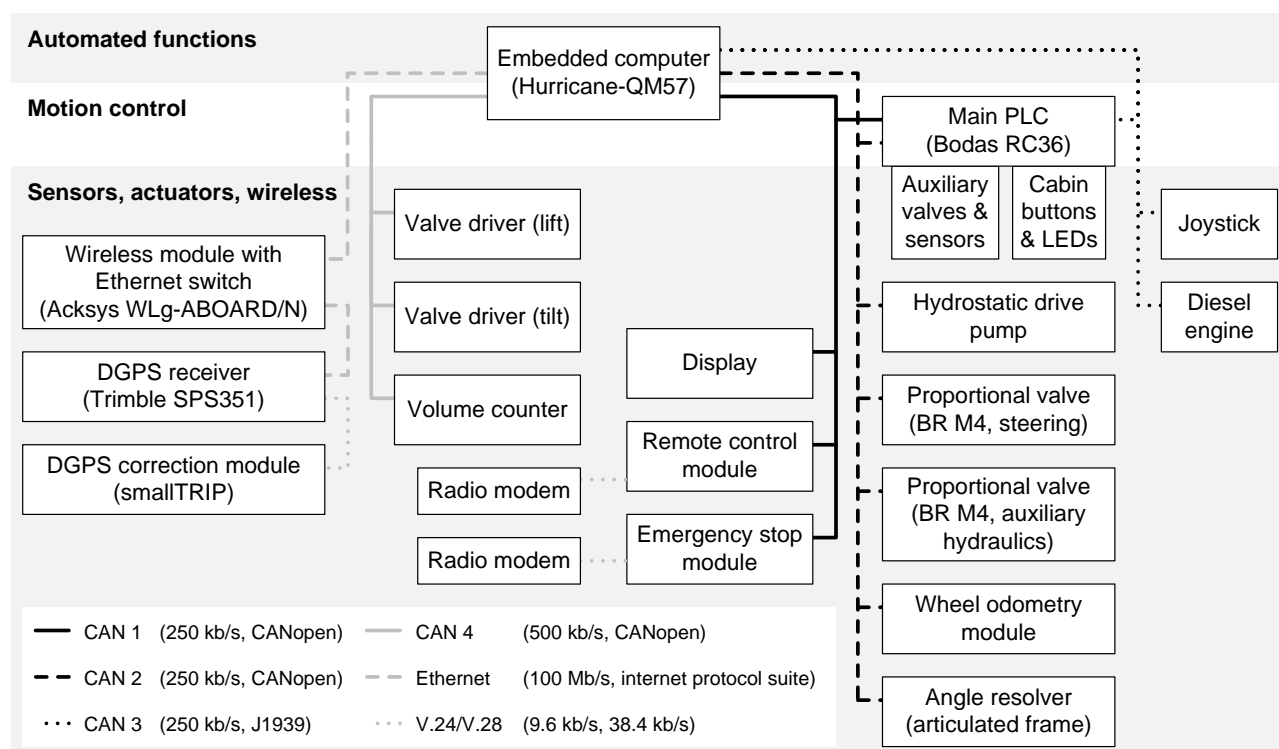 Automated functions
Embedded computer
(Hurricane-QM57)
Motion control
Main PLC
(Bodas RC36)
Sensors, actuators, wireless
Auxiliary
valves &
sensors
Cabin
buttons
& LEDs
Valve driver (lift)
Joystick
Wireless module with
Ethernet switch
(Acksys WLg-ABOARD/N)
Valve driver (tilt)
Hydrostatic drive
pump
Diesel
engine
Display
DGPS receiver
(Trimble SPS351)
Volume counter
Proportional valve
(BR M4, steering)
Remote control
module
DGPS correction module
(smallTRIP)
Radio modem
Proportional valve
(BR M4, auxiliary
hydraulics)
Emergency stop
module
Radio modem
Wheel odometry
module
Angle resolver
(articulated frame)
CAN 1 (250 kb/s, CANopen)
CAN 4 (500 kb/s, CANopen)
CAN 2 (250 kb/s, CANopen)
Ethernet (100 Mb/s, internet protocol suite)
CAN 3 (250 kb/s, J1939)
V.24/V.28 (9.6 kb/s, 38.4 kb/s)